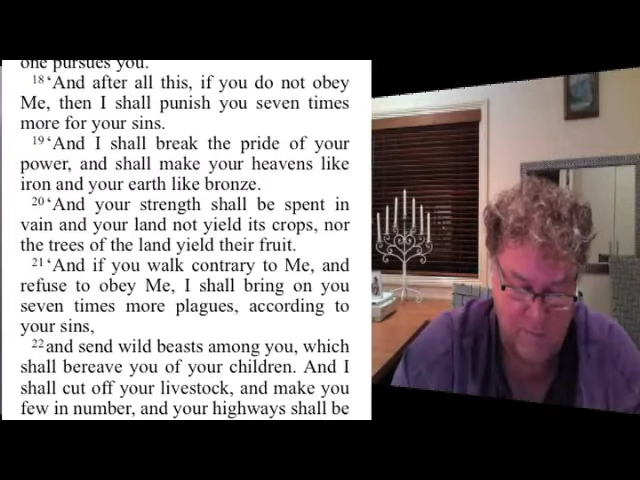 one pursues you.
18‘And after all this, if you do not obey
Me, then I shall punish you seven times
more for your sins.
19‘And I shall break the pride of your
power, and shall make your heavens like
iron and your earth like bronze.
20‘And your strength shall be spent in
vain and your land not yield its crops, nor
the trees of the land yield their fruit.
21‘And if you walk contrary to Me, and
refuse to obey Me, I shall bring on you
seven times more plagues, according to
your sins,
22and send wild beasts among you, which
shall bereave you of your children. And I
shall cut off your livestock, and make you
few in number, and your highways shall be